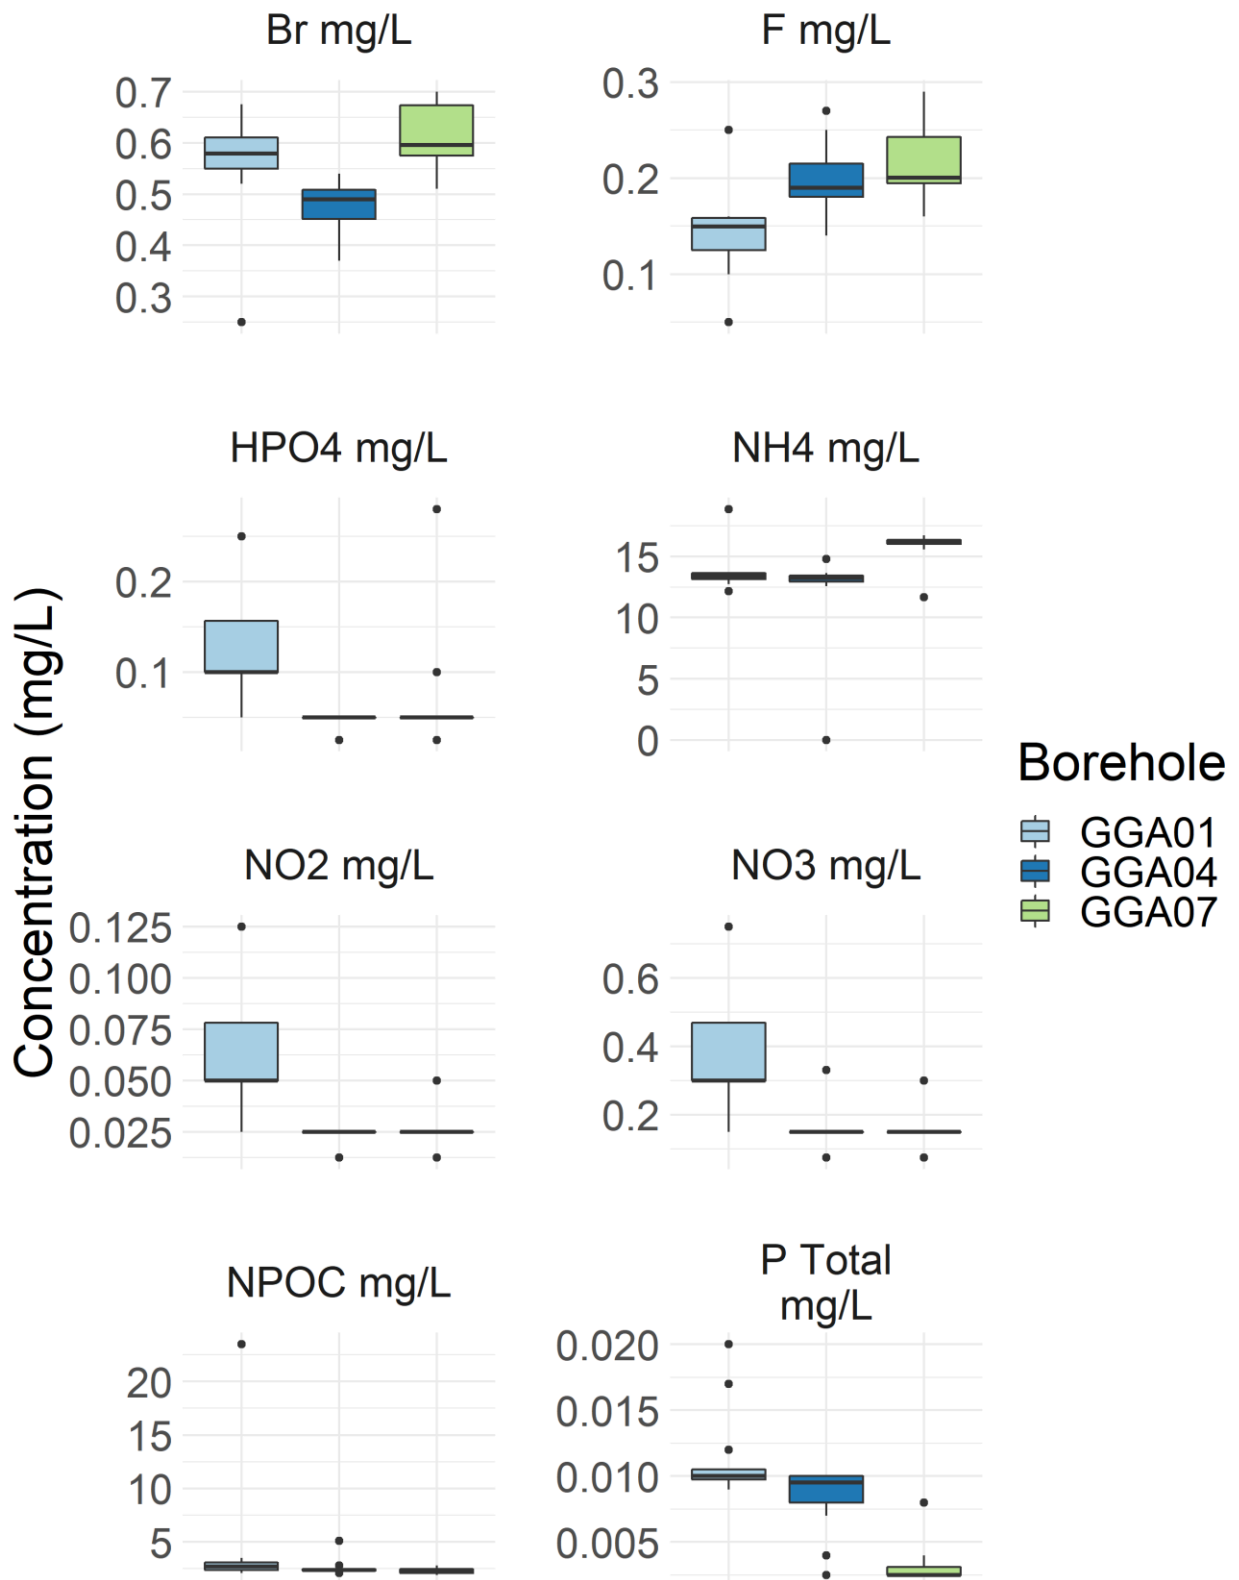 Br mg/L
0.7
0.6
0.5
0.4
0.3
F mg/L
0.3
0.2
0.1
HPO4 mg/L
0.2
0.1
NH4 mg/L
15
10
5
0
Concentration (mg/L)
NO2 mg/L
0.125
0.100
0.075
0.050
0.025
NO3 mg/L
0.6
0.4
0.2
NPOC mg/L
20
15
10
5
P Total
mg/L
0.020
0.015
0.010
0.005
Borehole
GGA01
GGA04
GGA07